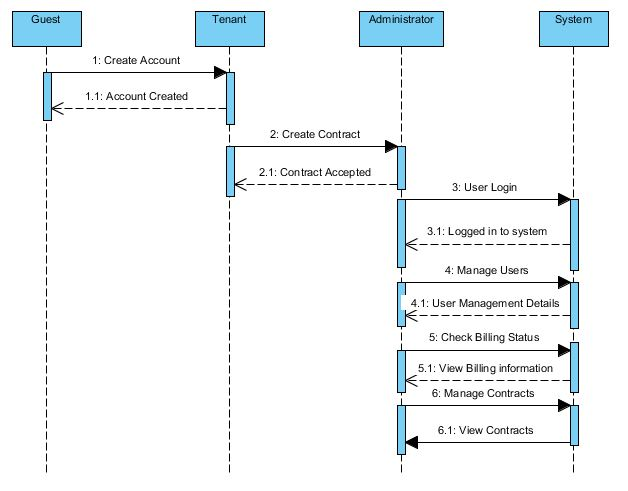 Guest
Tenant
Administrator
System
1: Create Account
1.1: Account Created
2: Create Contract
2.1: Contract Accepted
3: User Login
3.1: Logged in to system
4: Manage Users
4.1: User Management Details
5: Check Billing Status
5.1: View Billing information
6: Manage Contracts
6.1: View Contracts